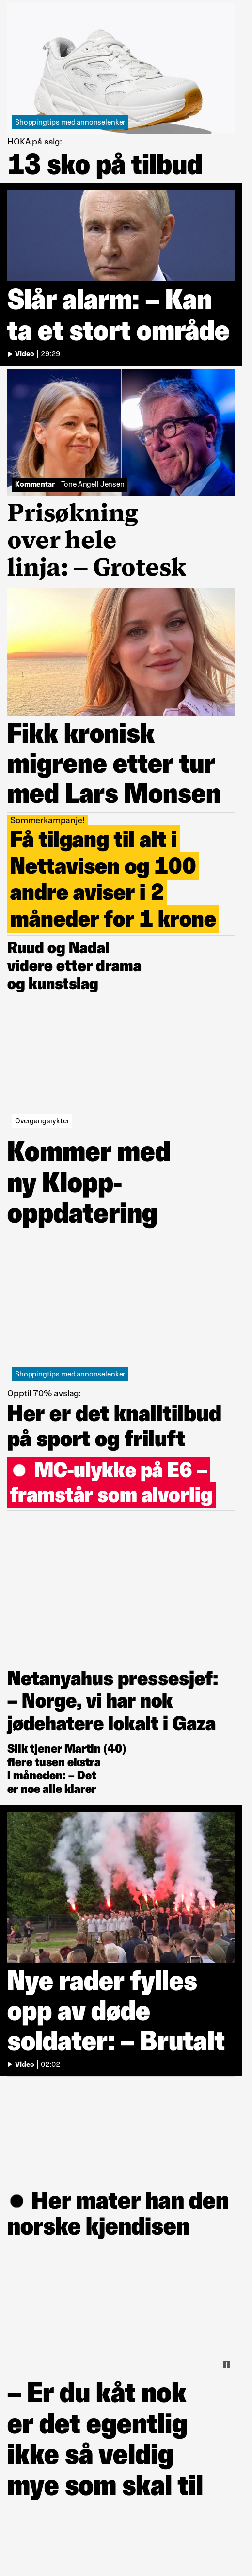 Shoppingtips med annonselenker
HOKA på salg:
13 sko på tilbud
Slår alarm: – Kan
ta et stort område
Video | 29:29
Kommentar | Tone Angell Jensen
Prisøkning
over hele
linja: – Grotesk
Fikk kronisk
migrene etter tur
med Lars Monsen
Sommerkampanje!
Få tilgang til alt i
Nettavisen og 100
andre aviser i 2
måneder for 1 krone
Ruud og Nadal
videre etter drama
og kunstslag
Overgangsrykter
Kommer med
ny Klopp-
oppdatering
Shoppingtips med annonselenker
Opptil 70% avslag:
Her er det knalltilbud
på sport og friluft
MC-ulykke på E6 –
framstår som alvorlig
Netanyahus pressesjef:
– Norge, vi har nok
jødehatere lokalt i Gaza
Slik tjener Martin (40)
flere tusen ekstra
i måneden: – Det
er noe alle klarer
Nye rader fylles
opp av døde
soldater: – Brutalt
Video | 02:02
Her mater han den
norske kjendisen
– Er du kåt nok
er det egentlig
ikke så veldig
mye som skal til